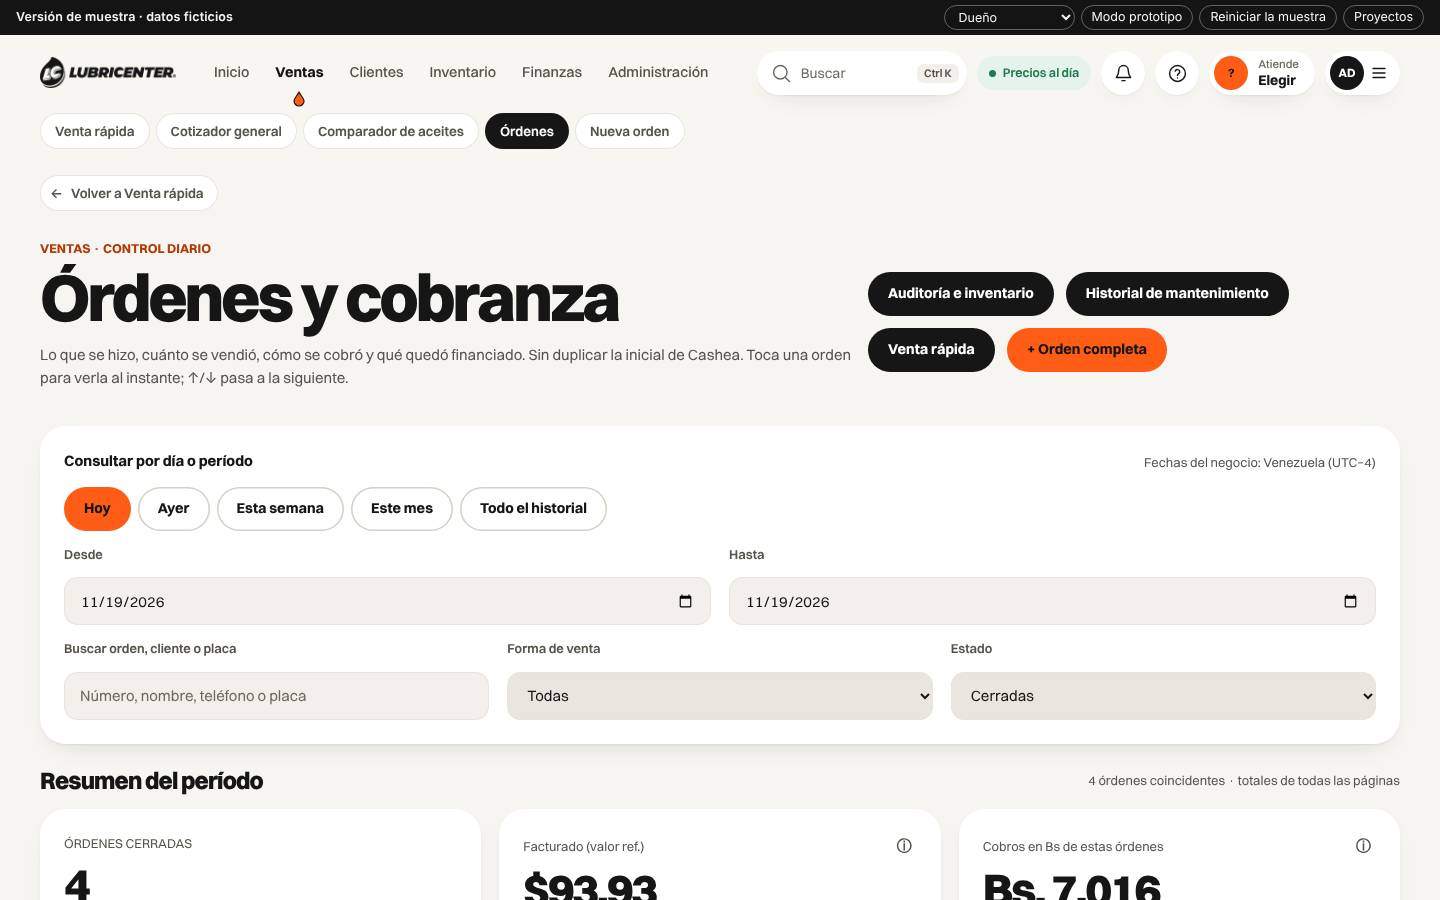 Versión de muestra · datos ficticios
Dueño
Modo prototipo
Reiniciar la muestra
Proyectos
LG LUBRICENTER.
Inicio
Ventas
Clientes
Inventario
Finanzas
Administración
Buscar
Ctrl K
Precios al día
?
Atiende
Elegir
AD
Venta rápida
Cotizador general
Comparador de aceites
Órdenes
Nueva orden
← Volver a Venta rápida
VENTAS · CONTROL DIARIO
Órdenes y cobranza
Lo que se hizo, cuánto se vendió, cómo se cobró y qué quedó financiado. Sin duplicar la inicial de Cashea. Toca una orden
para verla al instante; ↑/↓ pasa a la siguiente.
Auditoría e inventario
Historial de mantenimiento
Venta rápida
+ Orden completa
Consultar por día o período
Fechas del negocio: Venezuela (UTC−4)
Hoy
Ayer
Esta semana
Este mes
Todo el historial
Desde
Hasta
11/19/2026
11/19/2026
Buscar orden, cliente o placa
Forma de venta
Estado
Número, nombre, teléfono o placa
Todas
Cerradas
Resumen del período
4 órdenes coincidentes · totales de todas las páginas
ÓRDENES CERRADAS
4
Facturado (valor ref.)
$93.93
Cobros en Bs de estas órdenes
Bs. 7.016